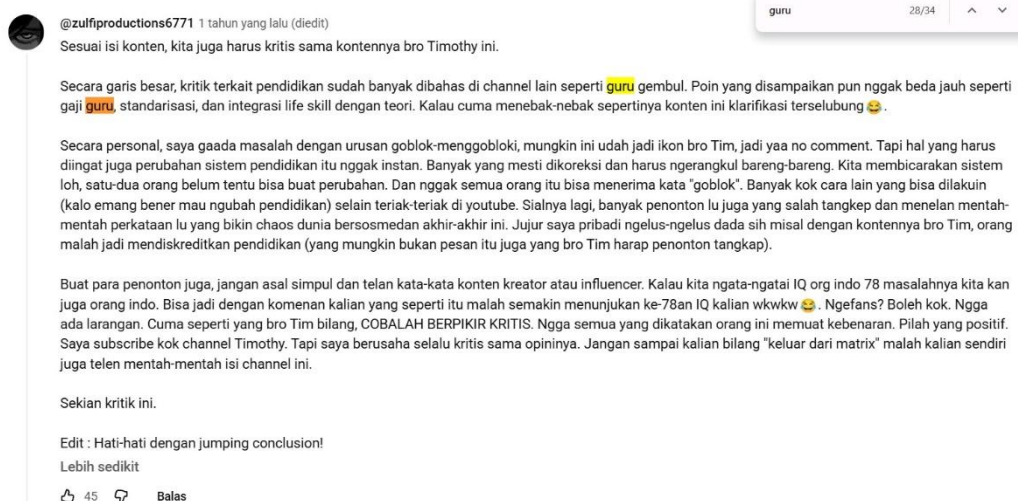 guru 28/34
@zulfiproductions6771 1 tahun yang lalu (diedit)
Sesuai isi konten, kita juga harus kritis sama kontennya bro Timothy ini.
Secara garis besar, kritik terkait pendidikan sudah banyak dibahas di channel lain seperti guru gembul. Poin yang disampaikan pun nggak beda jauh seperti
gaji guru, standarisasi, dan integrasi life skill dengan teori. Kalau cuma menebak-nebak sepertinya konten ini klarifikasi terselubung😂.
Secara personal, saya gaada masalah dengan urusan goblok-menggobloki, mungkin ini udah jadi ikon bro Tim, jadi yaa no comment. Tapi hal yang harus
diingat juga perubahan sistem pendidikan itu nggak instan. Banyak yang mesti dikoreksi dan harus ngerangkul bareng-bareng. Kita membicarakan sistem
loh, satu-dua orang belum tentu bisa buat perubahan. Dan nggak semua orang itu bisa menerima kata "goblok". Banyak kok cara lain yang bisa dilakuin
(kalo emang bener mau ngubah pendidikan) selain teriak-teriak di youtube. Sialnya lagi, banyak penonton lu juga yang salah tangkep dan menelan mentah-
mentah perkataan lu yang bikin chaos dunia bersosmedan akhir-akhir ini. Jujur saya pribadi ngelus-ngelus dada sih misal dengan kontennya bro Tim, orang
malah jadi mendiskreditkan pendidikan (yang mungkin bukan pesan itu juga yang bro Tim harap penonton tangkap).
Buat para penonton juga, jangan asal simpul dan telan kata-kata konten kreator atau influencer. Kalau kita ngata-ngatai IQ org indo 78 masalahnya kita kan
juga orang indo. Bisa jadi dengan komenan kalian yang seperti itu malah semakin menunjukan ke-78an IQ kalian wkwkw😂. Ngefans? Boleh kok. Ngga
ada larangan. Cuma seperti yang bro Tim bilang, COBALAH BERPIKIR KRITIS. Ngga semua yang dikatakan orang ini memuat kebenaran. Pilah yang positif.
Saya subscribe kok channel Timothy. Tapi saya berusaha selalu kritis sama opininya. Jangan sampai kalian bilang "keluar dari matrix" malah kalian sendiri
juga telen mentah-mentah isi channel ini.
Sekian kritik ini.
Edit : Hati-hati dengan jumping conclusion!
Lebih sedikit
45 Balas